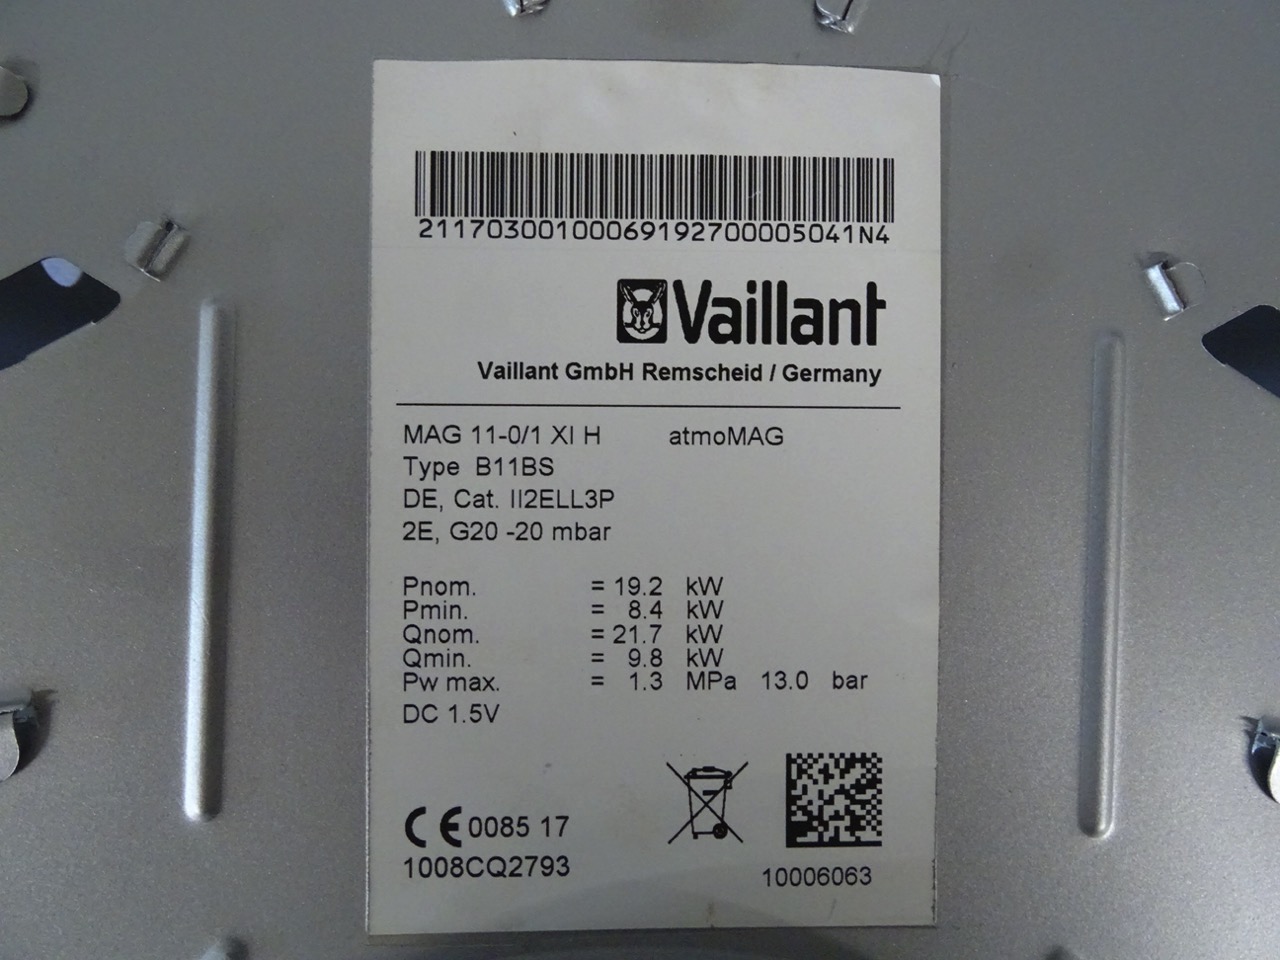 21170300100069192700005041N4
Vaillant
Vaillant GmbH Remscheid / Germany
MAG 11-0/1 XI H atmoMAG
Type B11BS
DE, Cat. II2ELL3P
2E, G20 -20 mbar
Pnom. = 19.2 kW
Pmin. = 8.4 kW
Qnom. = 21.7 kW
Qmin. = 9.8 kW
Pw max. = 1.3 MPa 13.0 bar
DC 1.5V
CE 0085 17
1008CQ2793
10006063